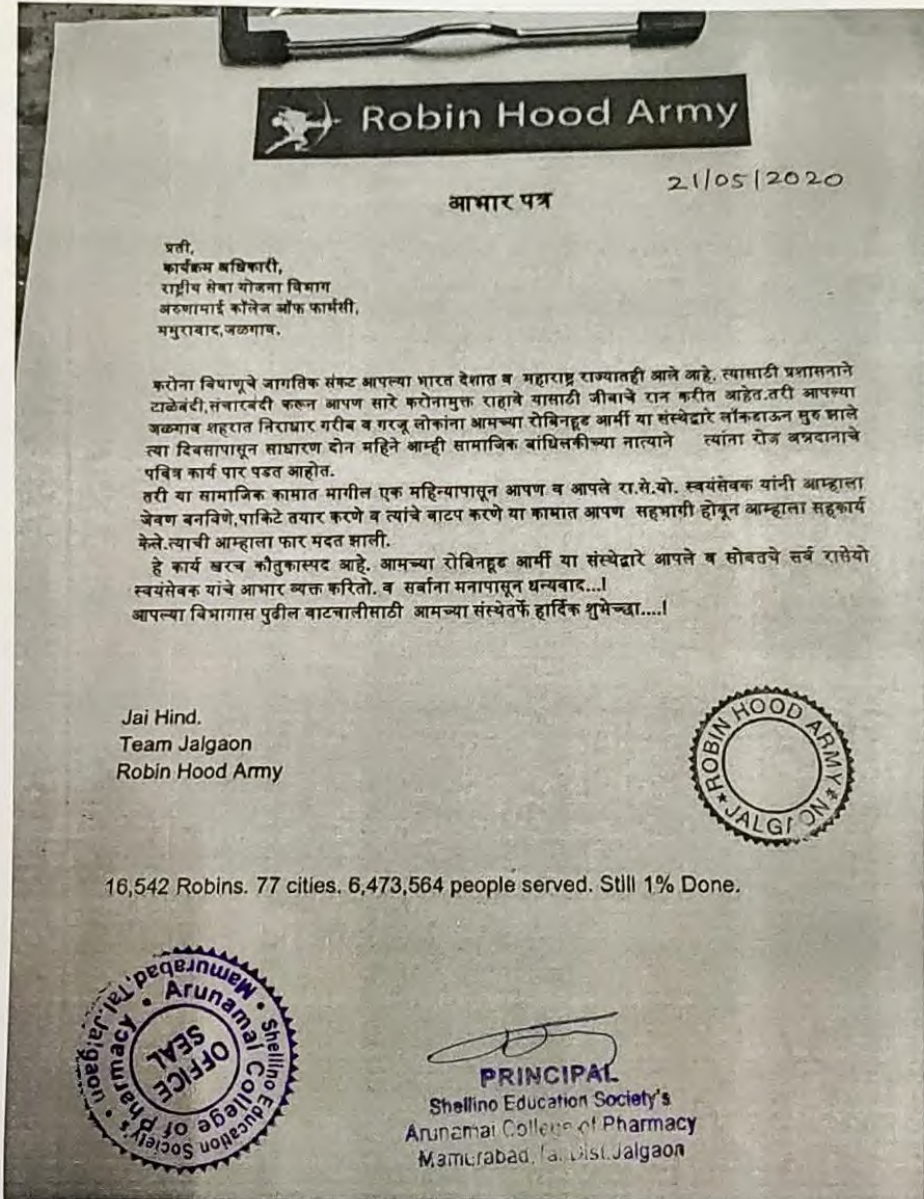 Robin Hood Army
21/05/2020
आभार पत्र
प्रती,
कार्यक्रम अधिकारी,
राष्ट्रीय सेवा योजना विभाग
अरुणामाई कॉलेज ऑफ फार्मसी,
ममुराबाद,जळगाव.
करोना विषाणूचे जागतिक संकट आपल्या भारत देशात व महाराष्ट्र राज्यातही आले आहे. त्यासाठी प्रशासनाने
टाळेबंदी,संचारबंदी करून आपण सारे करोनामुक्त राहावे यासाठी जीवाचे रान करीत आहेत.तरी आपल्या
जळगाव शहरात निराधार गरीब व गरजू लोकांना आमच्या रोबिनहूड आर्मी या संस्थेद्वारे लॉकडाऊन सुरु झाले
त्या दिवसापासून साधारण दोन महिने आम्ही सामाजिक बांधिलकीच्या नात्याने त्यांना रोज अन्नदानाचे
पवित्र कार्य पार पडत आहोत.
तरी या सामाजिक कामात मागील एक महिन्यापासून आपण व आपले रा.से.यो. स्वयंसेवक यांनी आम्हाला
जेवण बनविणे,पाकिटे तयार करणे व त्यांचे वाटप करणे या कामात आपण सहभागी होवून आम्हाला सहकार्य
केले.त्याची आम्हाला फार मदत झाली.
हे कार्य खरच कौतुकास्पद आहे. आमच्या रोबिनहूड आर्मी या संस्थेद्वारे आपले व सोबतचे सर्व रासेयो
स्वयंसेवक यांचे आभार व्यक्त करितो. व सर्वांना मनापासून धन्यवाद...!
आपल्या विभागास पुढील वाटचालीसाठी आमच्या संस्थेतर्फे हार्दिक शुभेच्छा....!
Jai Hind.
Team Jalgaon
Robin Hood Army
ROBIN HOOD ARMY
JALGAON
16,542 Robins. 77 cities. 6,473,564 people served. Still 1% Done.
Shellino Education Society's
Arunamai College of Pharmacy
Mamurabad,Tal.Jalgaon
OFFICE
SEAL
PRINCIPAL
Shellino Education Society's
Arunamai College of Pharmacy
Mamurabad, Tal. Dist. Jalgaon